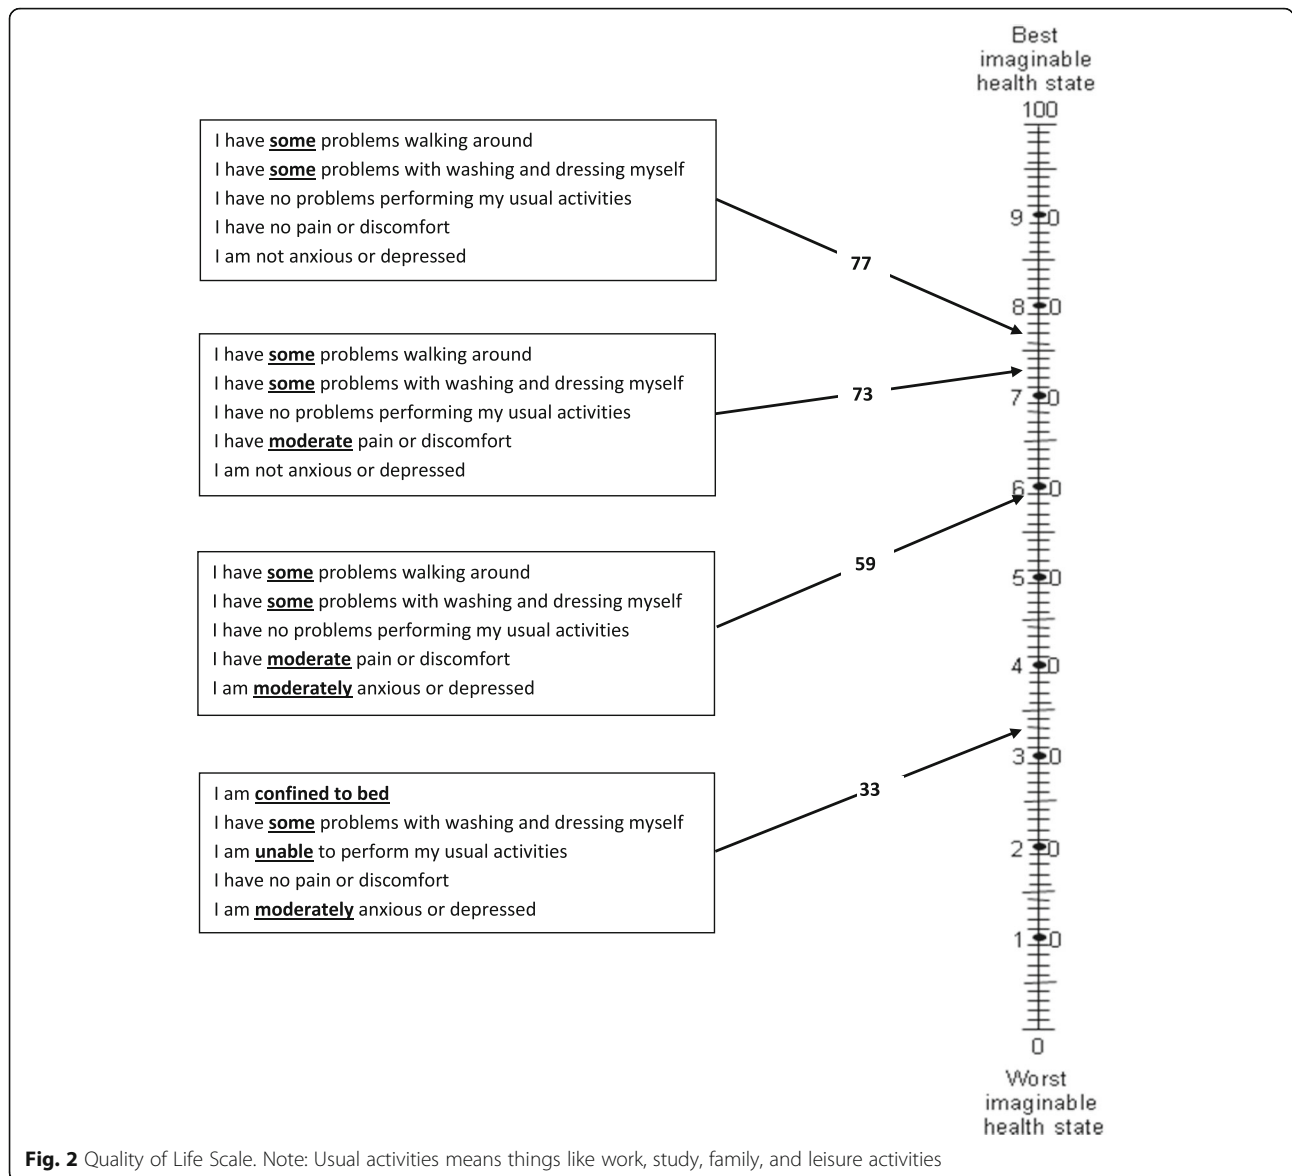 Best
imaginable
health state
100
I have some problems walking around
I have some problems with washing and dressing myself
I have no problems performing my usual activities
I have no pain or discomfort
I am not anxious or depressed
90
77
80
I have some problems walking around
I have some problems with washing and dressing myself
I have no problems performing my usual activities
I have moderate pain or discomfort
I am not anxious or depressed
73
70
60
I have some problems walking around
I have some problems with washing and dressing myself
I have no problems performing my usual activities
I have moderate pain or discomfort
I am moderately anxious or depressed
59
50
40
I am confined to bed
I have some problems with washing and dressing myself
I am unable to perform my usual activities
I have no pain or discomfort
I am moderately anxious or depressed
33
30
20
10
0
Worst
imaginable
health state
Fig. 2 Quality of Life Scale. Note: Usual activities means things like work, study, family, and leisure activities